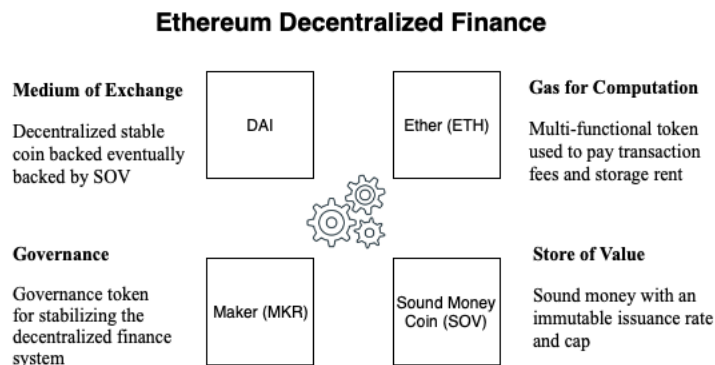 Ethereum Decentralized Finance
Medium of Exchange
Decentralized stable
coin backed eventually
backed by SOV
DAI
Ether (ETH)
Gas for Computation
Multi-functional token
used to pay transaction
fees and storage rent
Governance
Governance token
for stabilizing the
decentralized finance
system
Maker (MKR)
Sound Money
Coin (SOV)
Store of Value
Sound money with an
immutable issuance rate
and cap